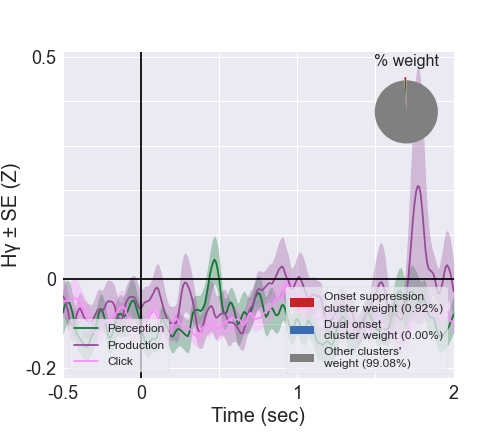 % weight
0.5
0
-0.2
Hγ ± SE (Z)
Perception
Production
Click
Onset suppression
cluster weight (0.92%)
Dual onset
cluster weight (0.00%)
Other clusters'
weight (99.08%)
-0.5
0
1
2
Time (sec)